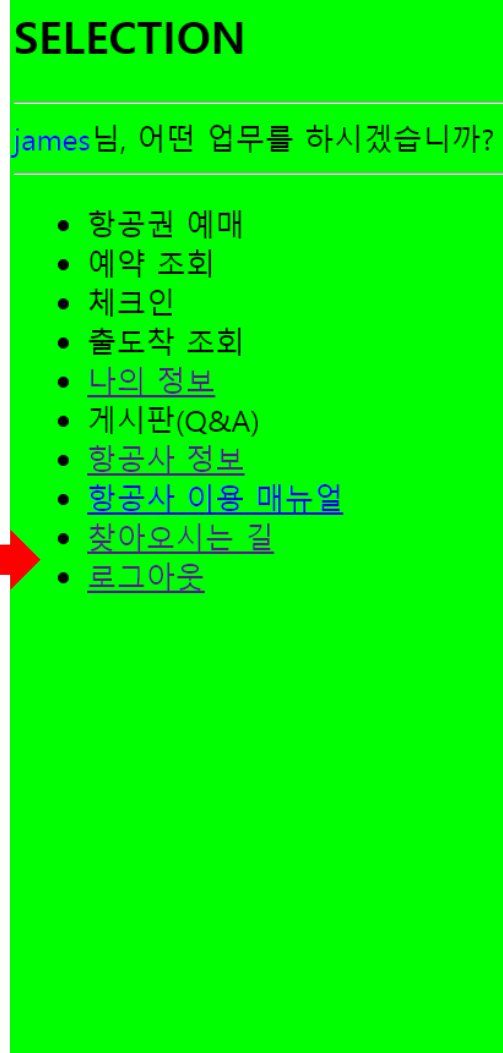 SELECTION
james님, 어떤 업무를 하시겠습니까?
항공권 예매
예약 조회
체크인
출도착 조회
나의 정보
게시판(Q&A)
항공사 정보
항공사 이용 매뉴얼
찾아오시는 길
로그아웃